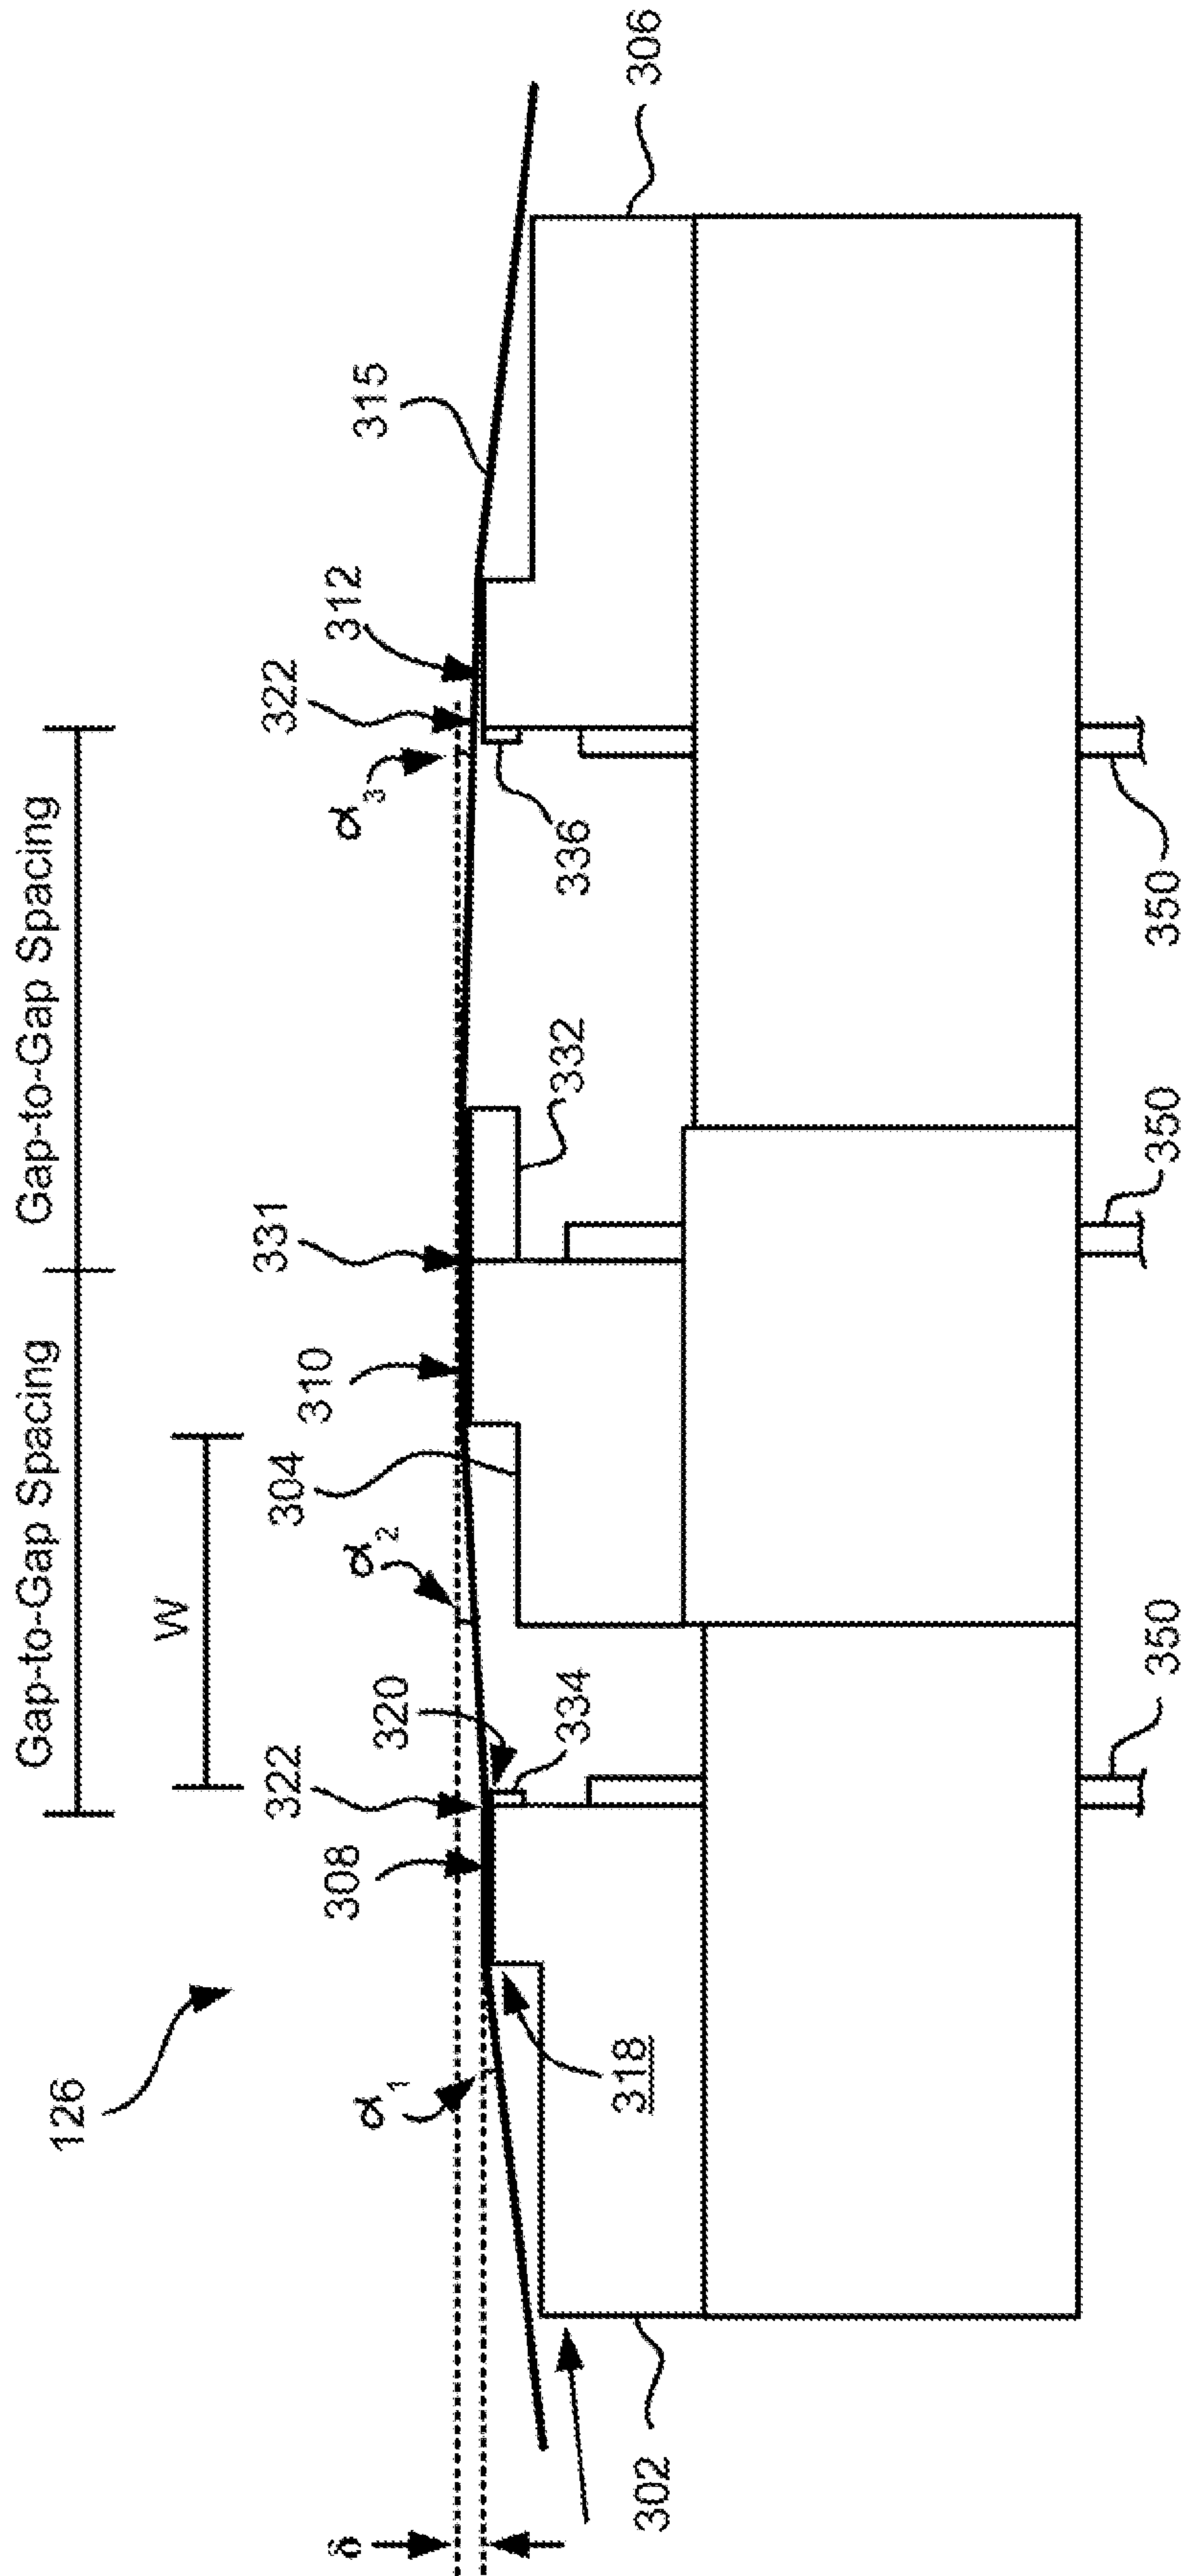 Gap-to-Gap Spacing
Gap-to-Gap Spacing
W
126
δ
α1
308
322
320
334
α2
304
310
331
332
α3
322
312
336
315
306
318
302
350
350
350